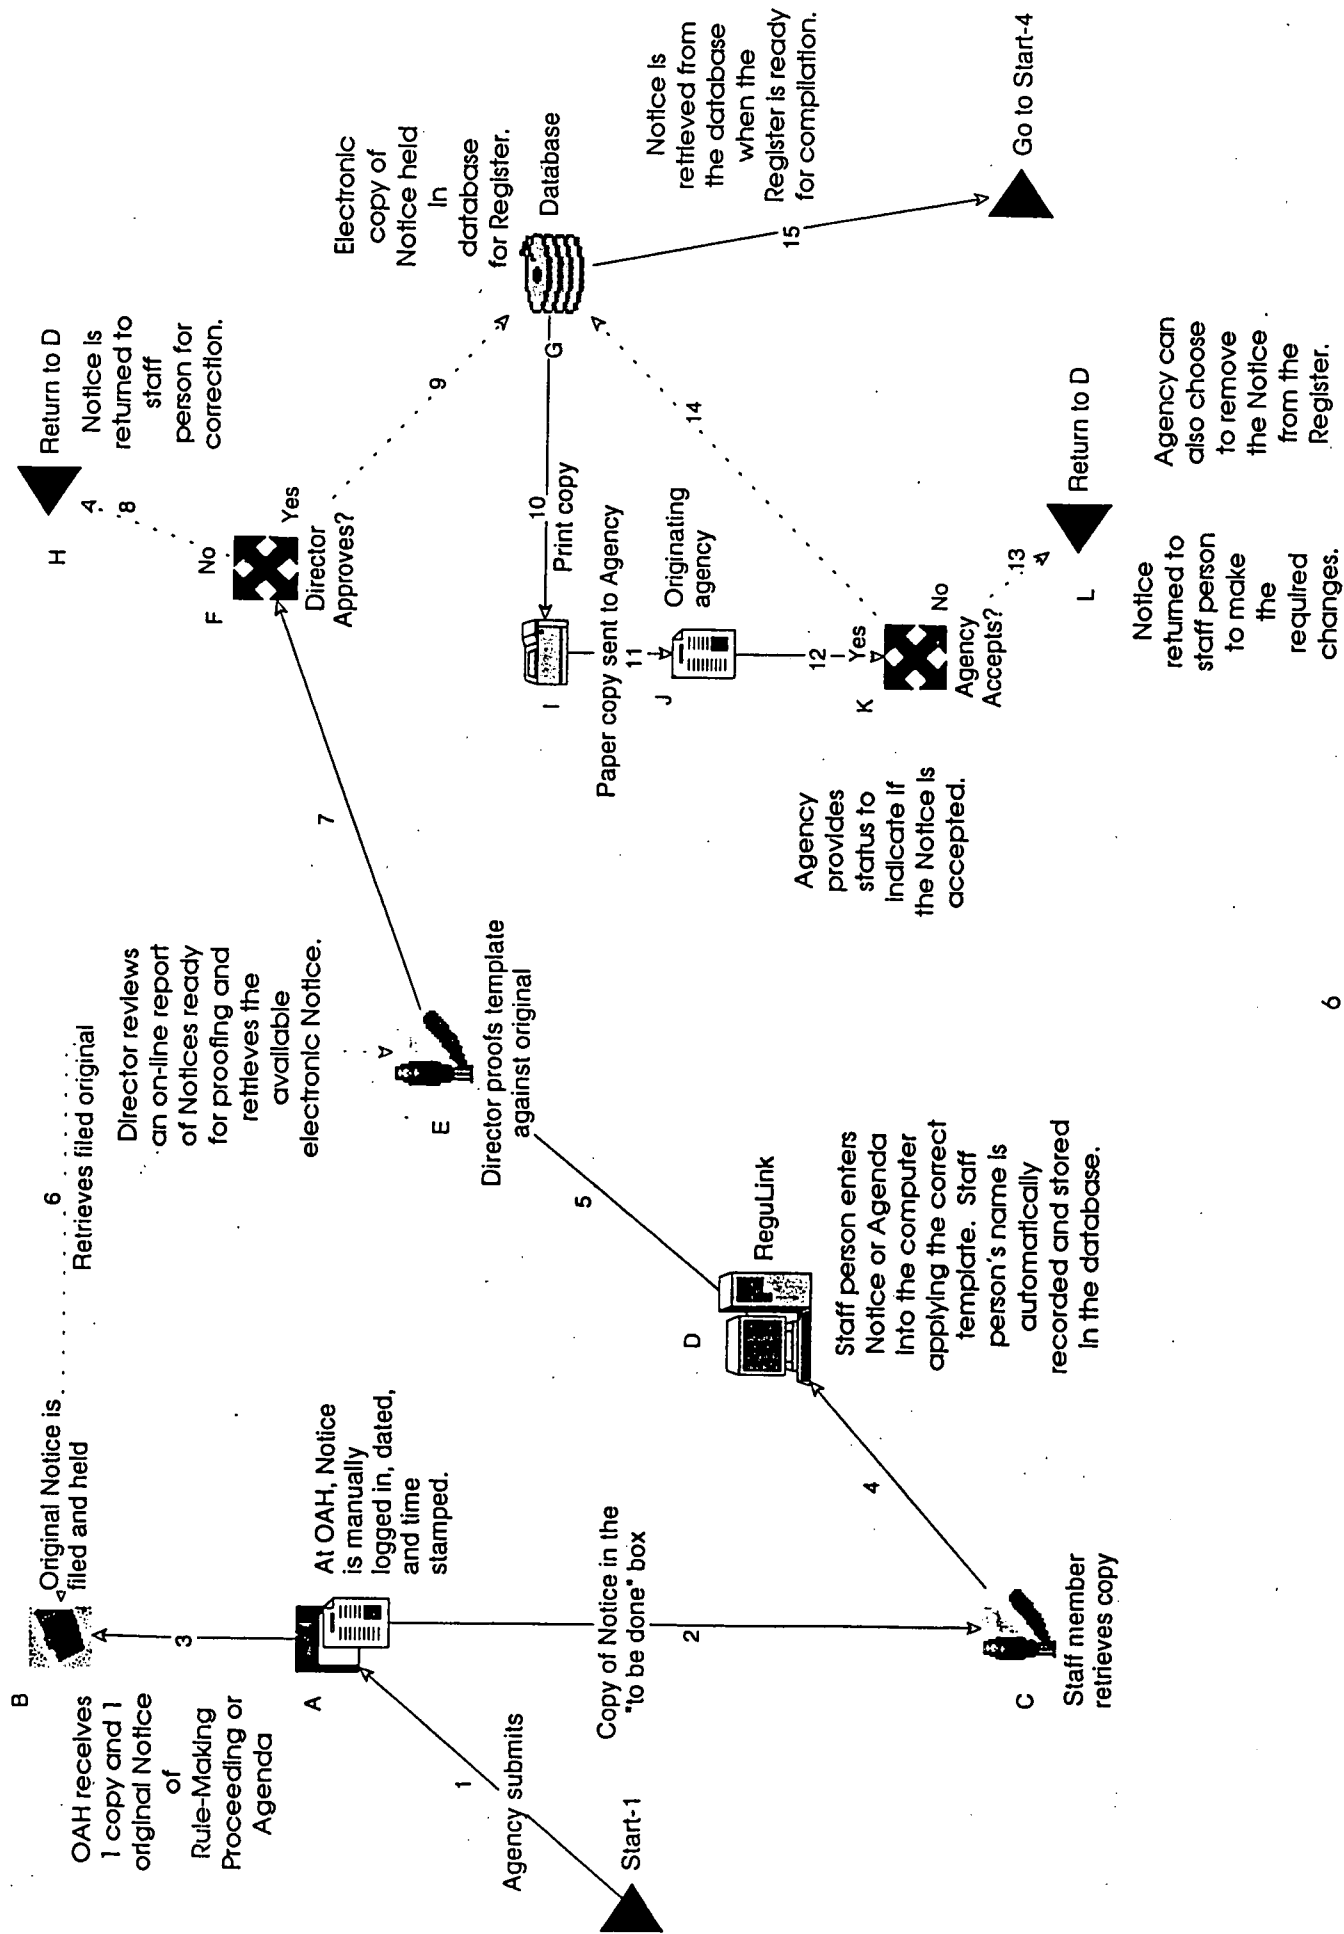 B
OAH receives
1 copy and 1
original Notice
of
Rule-Making
Proceeding or
Agenda
3
Original Notice is
filed and held
6
Retrieves filed original
A
At OAH, Notice
is manually
logged in, dated,
and time
stamped.
1
Agency submits
Start-1
Copy of Notice in the
"to be done" box
2
C
Staff member
retrieves copy
4
D
ReguLink
Staff person enters
Notice or Agenda
into the computer
applying the correct
template. Staff
person's name is
automatically
recorded and stored
in the database.
5
Director reviews
an on-line report
of Notices ready
for proofing and
retrieves the
available
electronic Notice.
E
Director proofs template
against original
7
H
Return to D
Notice is
returned to
staff
person for
correction.
8
F
No
Yes
Director
Approves?
9
Electronic
copy of
Notice held
in
database
for Register.
Database
G
10
Print copy
I
Paper copy sent to Agency
11
J
Originating
agency
12
Yes
K
No
Agency
Accepts?
Agency
provides
status to
indicate if
the Notice is
accepted.
14
13
L
Return to D
Notice
returned to
staff person
to make
the
required
changes.
Agency can
also choose
to remove
the Notice
from the
Register.
Notice is
retrieved from
the database
when the
Register is ready
for compilation.
15
Go to Start-4
6